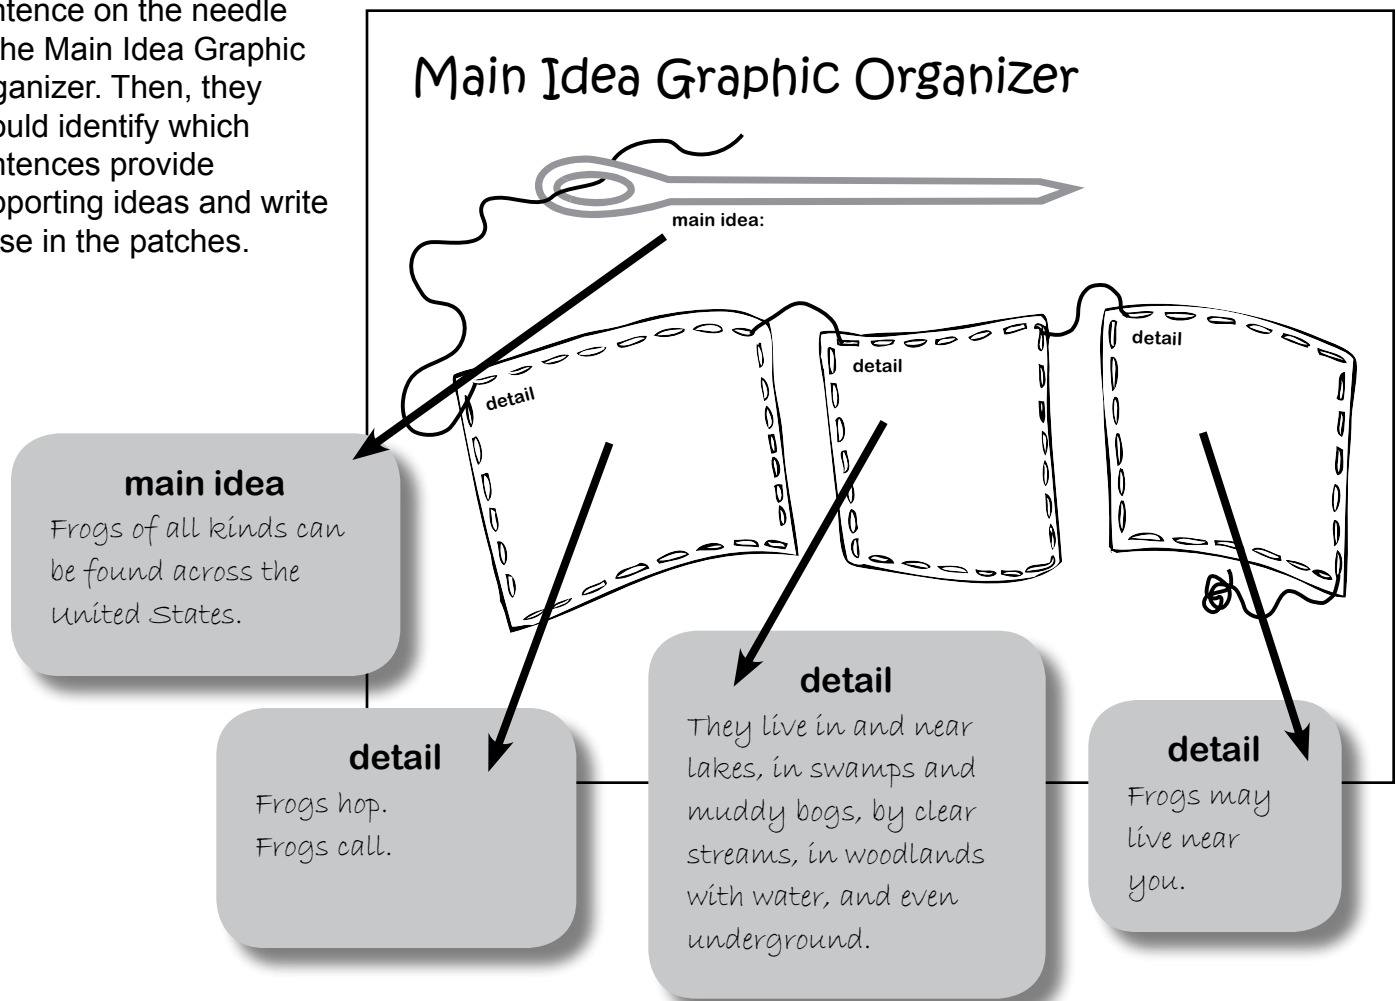 ntence on the needle
he Main Idea Graphic
ganizer. Then, they
ould identify which
ntences provide
pporting ideas and write
se in the patches.
Main Idea Graphic Organizer
main idea:
detail
detail
detail
main idea
Frogs of all kinds can
be found across the
United States.
detail
Frogs hop.
Frogs call.
detail
They live in and near
lakes, in swamps and
muddy bogs, by clear
streams, in woodlands
with water, and even
underground.
detail
Frogs may
live near
you.